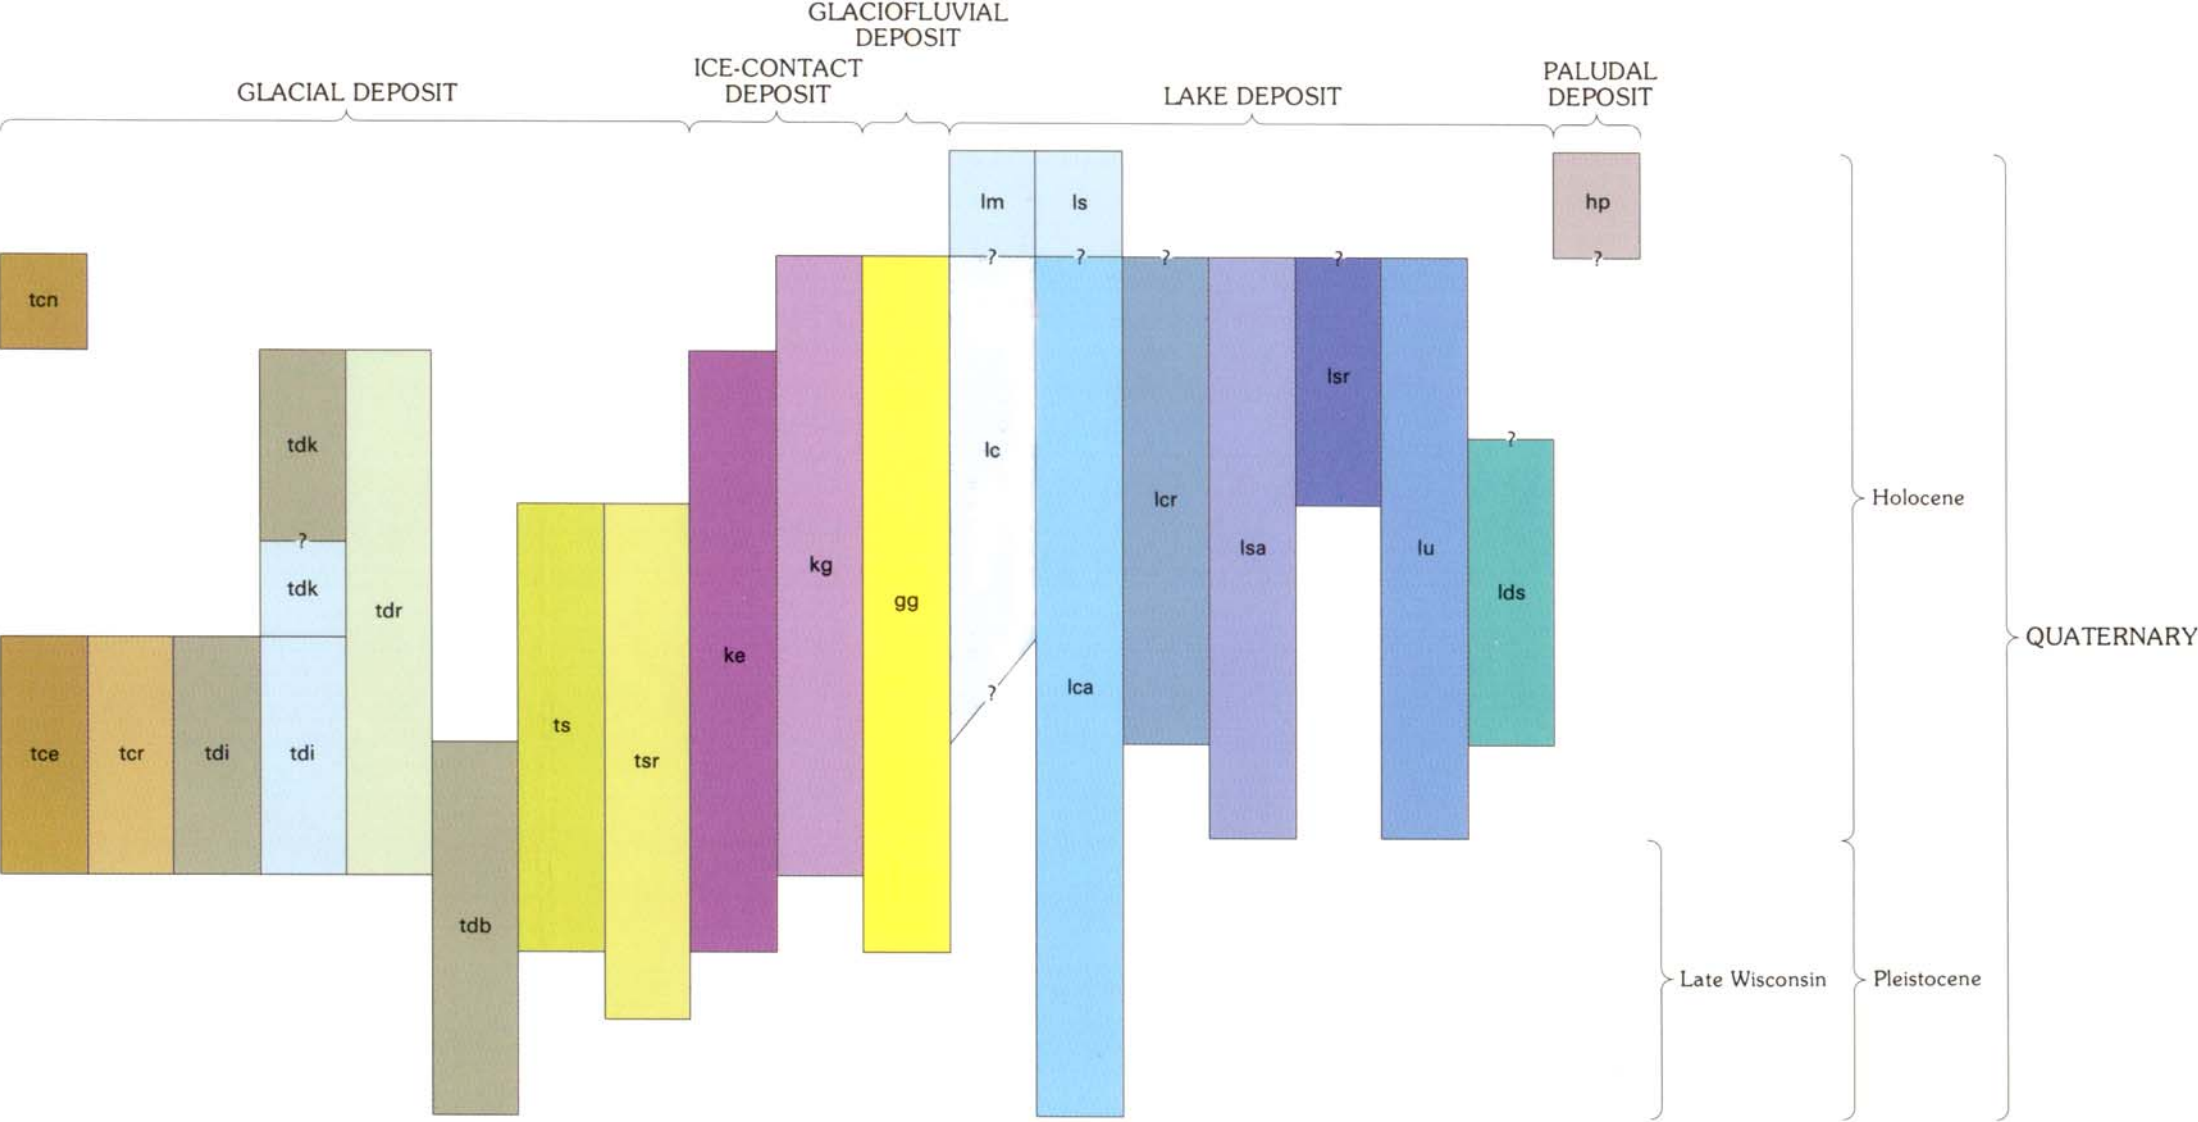 GLACIOFLUVIAL
DEPOSIT
ICE-CONTACT
DEPOSIT
GLACIAL DEPOSIT
LAKE DEPOSIT
PALUDAL
DEPOSIT
lm
ls
hp
?
?
?
?
?
tcn
lsr
?
tdk
lc
lcr
Holocene
?
tdk
kg
lsa
lu
lds
gg
tdr
QUATERNARY
ke
?
lca
tce
tcr
tdi
tdi
ts
tsr
tdb
Late Wisconsin
Pleistocene